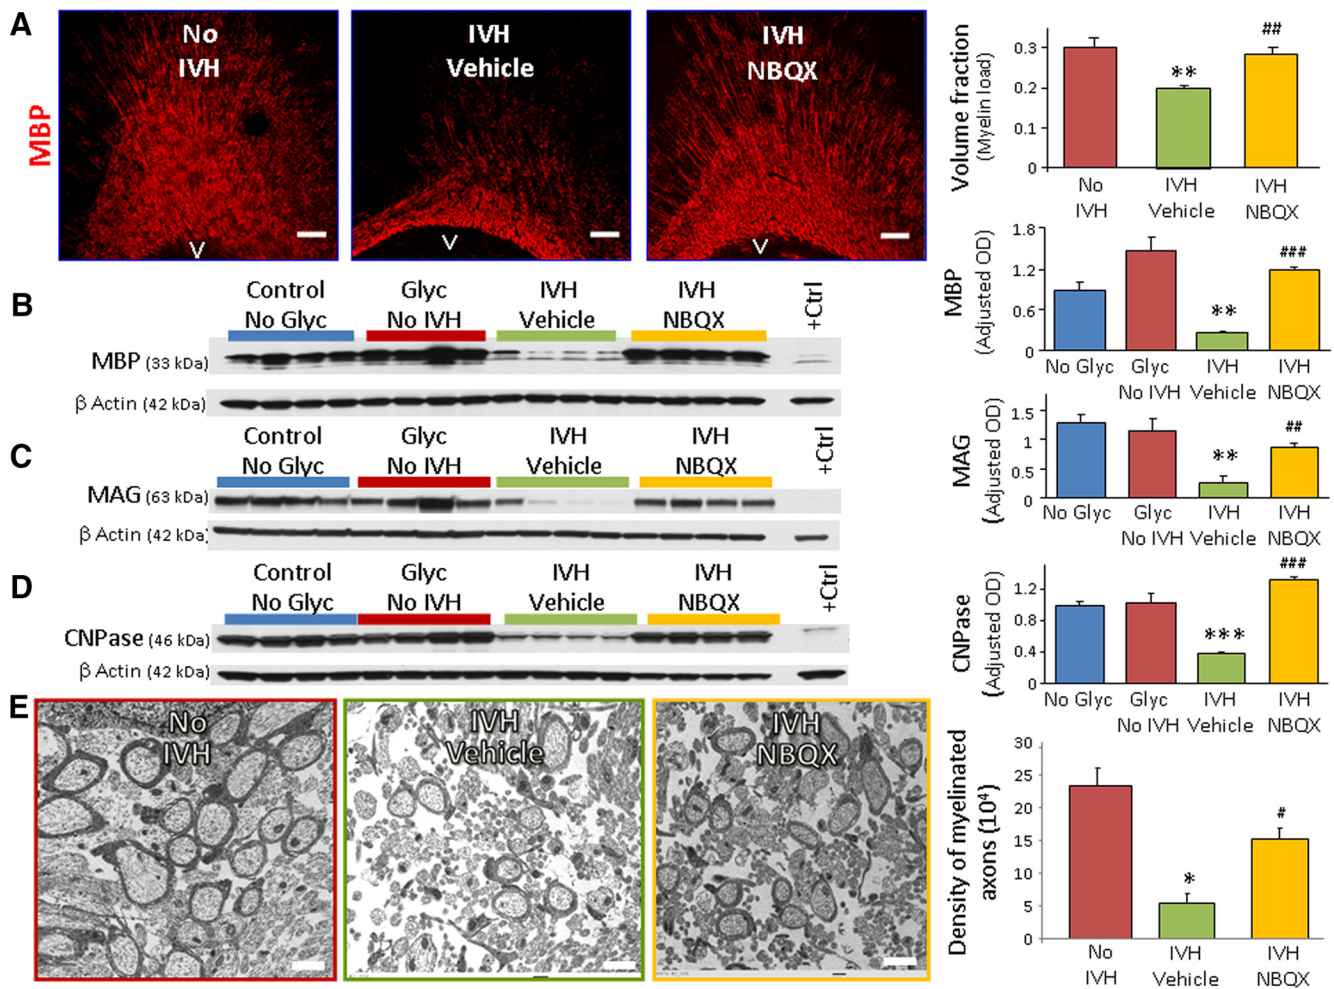 A
MBP
No
IVH
V
IVH
Vehicle
V
IVH
NBQX
V
Volume fraction
(Myelin load)
0.3
0.2
0.1
0
**
##
No
IVH
IVH
Vehicle
IVH
NBQX
B
Control
No Glyc
Glyc
No IVH
IVH
Vehicle
IVH
NBQX
+Ctrl
MBP (33 kDa)
β Actin (42 kDa)
MBP
(Adjusted OD)
1.8
1.2
0.6
0
**
###
No Glyc
Glyc
No IVH
IVH
Vehicle
IVH
NBQX
C
Control
No Glyc
Glyc
No IVH
IVH
Vehicle
IVH
NBQX
+Ctrl
MAG (63 kDa)
β Actin (42 kDa)
MAG
(Adjusted OD)
1.5
1
0.5
0
**
##
No Glyc
Glyc
No IVH
IVH
Vehicle
IVH
NBQX
D
Control
No Glyc
Glyc
No IVH
IVH
Vehicle
IVH
NBQX
+Ctrl
CNPase (46 kDa)
β Actin (42 kDa)
CNPase
(Adjusted OD)
1.2
0.8
0.4
0
***
###
No Glyc
Glyc
No IVH
IVH
Vehicle
IVH
NBQX
E
No
IVH
IVH
Vehicle
IVH
NBQX
Density of myelinated
axons (10⁴)
30
25
20
15
10
5
0
*
#
No
IVH
IVH
Vehicle
IVH
NBQX